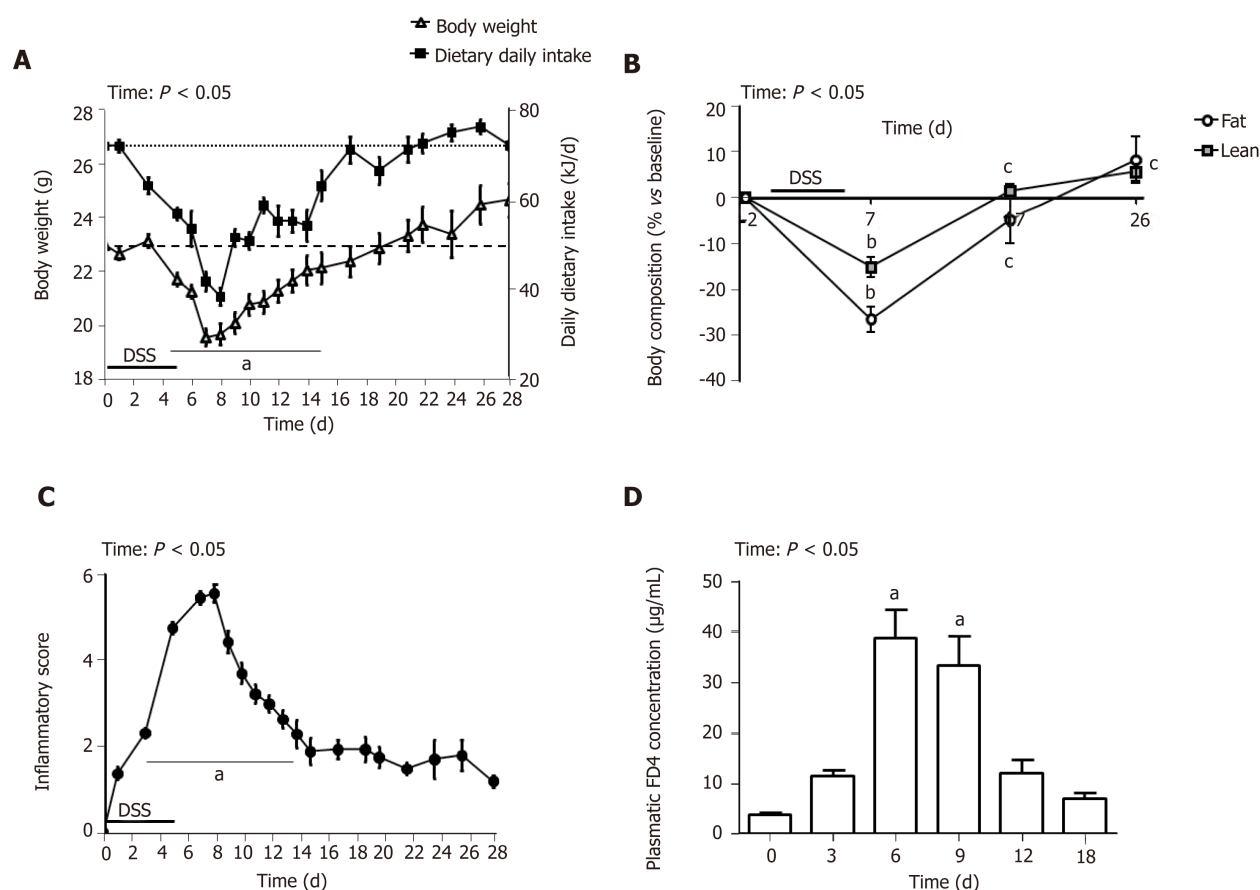 Body weight
Dietary daily intake
A
Time: P < 0.05
Body weight (g)
28
26
24
22
20
18
80
60
40
20
Daily dietary intake (kJ/d)
DSS
a
0 2 4 6 8 10 12 14 16 18 20 22 24 26 28
Time (d)
B
Time: P < 0.05
Body composition (% vs baseline)
20
10
0
-10
-20
-30
-40
Time (d)
DSS
Fat
Lean
-2 7 17 26
b
b
c
c
c
C
Time: P < 0.05
Inflammatory score
6
4
2
0
DSS
a
0 2 4 6 8 10 12 14 16 18 20 22 24 26 28
Time (d)
D
Time: P < 0.05
Plasmatic FD4 concentration (μg/mL)
50
40
30
20
10
0
a
a
0 3 6 9 12 18
Time (d)